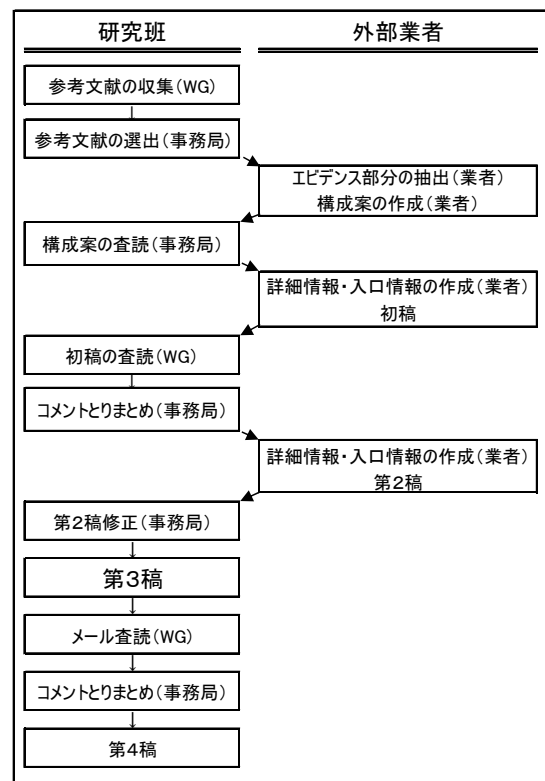 研究班
外部業者
参考文献の収集(WG)
↓
参考文献の選出(事務局)
エビデンス部分の抽出(業者)
構成案の作成(業者)
構成案の査読(事務局)
詳細情報・入口情報の作成(業者)
初稿
初稿の査読(WG)
↓
コメントとりまとめ(事務局)
詳細情報・入口情報の作成(業者)
第2稿
第2稿修正(事務局)
↓
第3稿
↓
メール査読(WG)
↓
コメントとりまとめ(事務局)
↓
第4稿